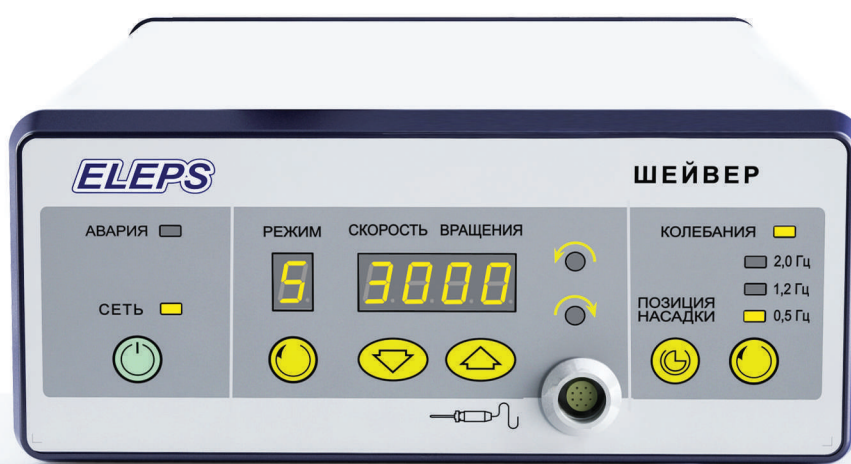 ELEPS
ШЕЙВЕР
АВАРИЯ
СЕТЬ
РЕЖИМ
5
СКОРОСТЬ ВРАЩЕНИЯ
3000
КОЛЕБАНИЯ
2,0 Гц
1,2 Гц
0,5 Гц
ПОЗИЦИЯ
НАСАДКИ